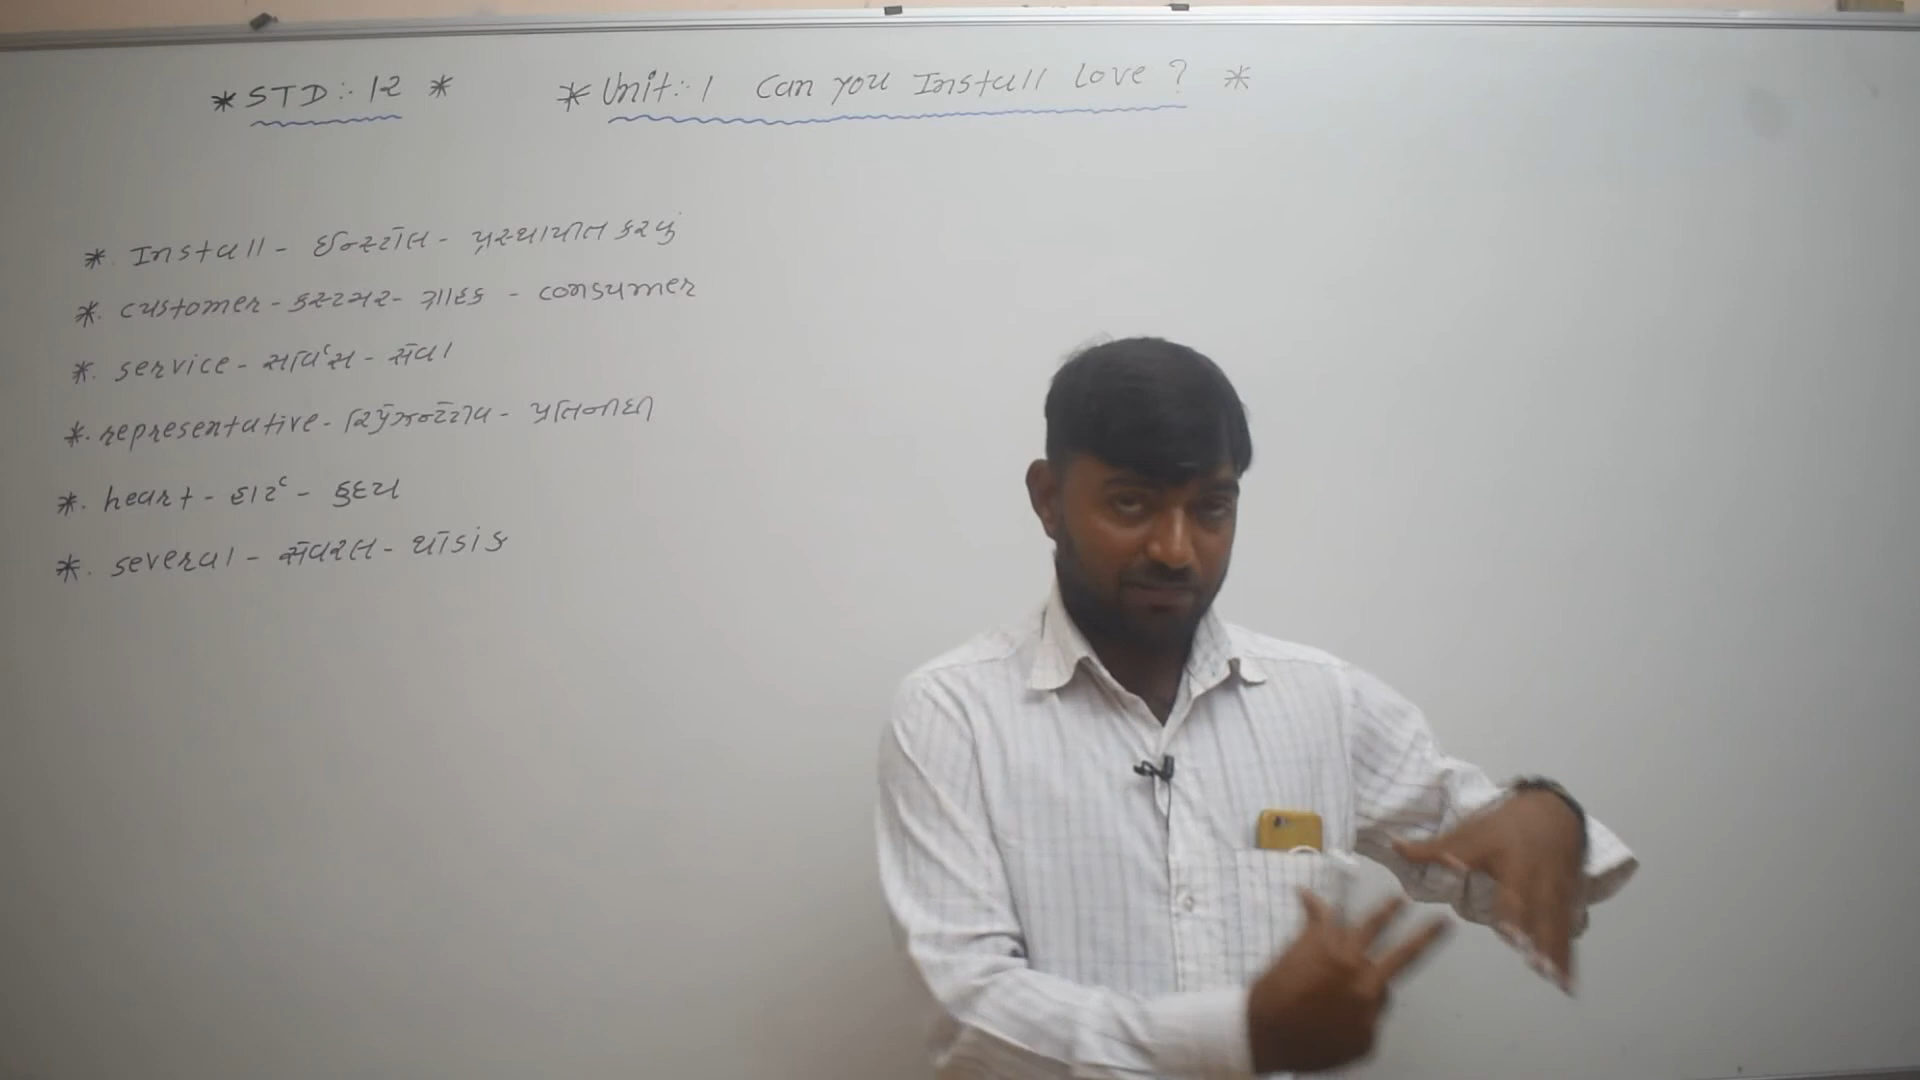 * STD:- 12 *
* Unit:- 1 Can you Install Love ? *
*. Install - ઈન્સ્ટોલ - પ્રસ્થાપીત કરવું
*. customer - કસ્ટમર - ગ્રાહક - consumer
*. service - સર્વિસ - સેવા
*. representative - રિપ્રેઝન્ટેટીવ - પ્રતિનીધી
*. heart - હાર્ટ - હૃદય
*. several - સેવરલ - થોડાંક